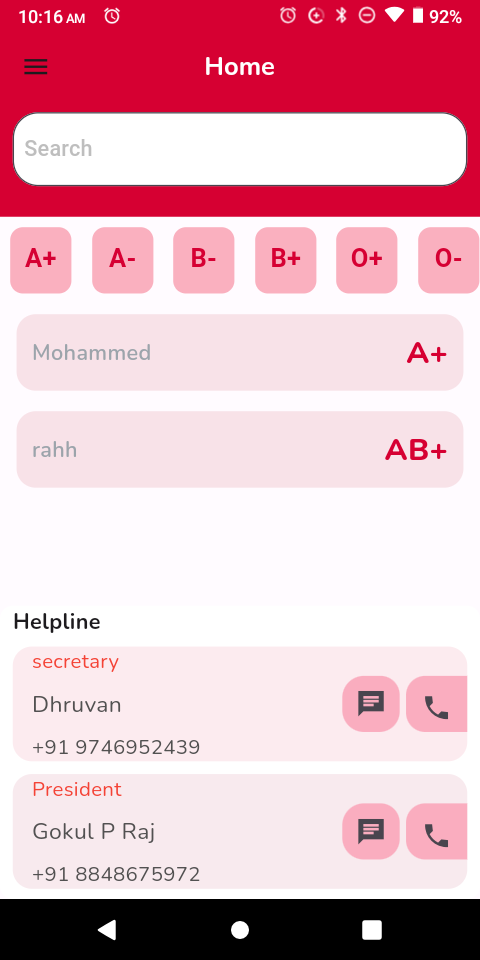 10:16 AM 92%
Home
Search
A+ A- B- B+ O+ O-
Mohammed A+
rahh AB+
Helpline
secretary
Dhruvan
+91 9746952439
President
Gokul P Raj
+91 8848675972